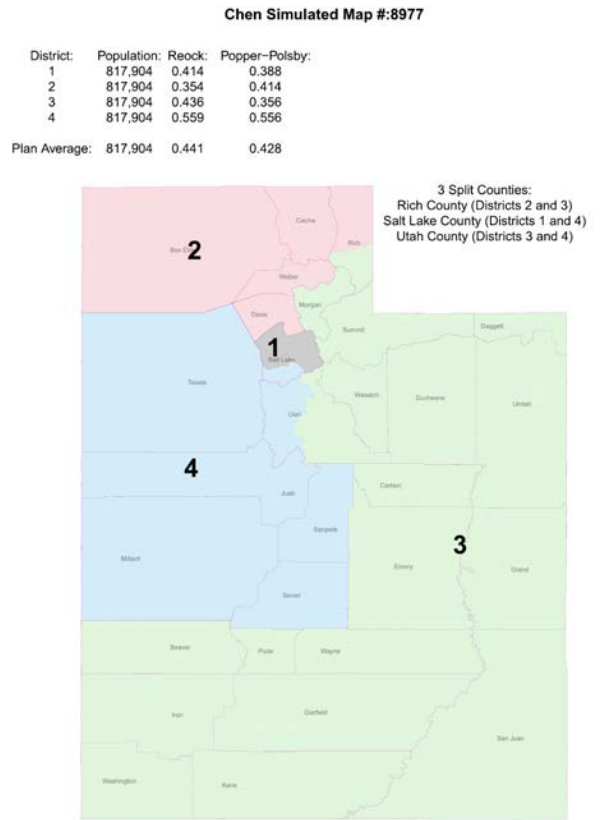 Chen Simulated Map #:8977
District: Population: Reock: Popper−Polsby:
1 817,904 0.414 0.388
2 817,904 0.354 0.414
3 817,904 0.436 0.356
4 817,904 0.559 0.556
Plan Average: 817,904 0.441 0.428
3 Split Counties:
Rich County (Districts 2 and 3)
Salt Lake County (Districts 1 and 4)
Utah County (Districts 3 and 4)
Cache
Rich
2
Weber
Morgan
Davis
Summit
Daggett
1
Salt Lake
Tooele
Wasatch
Duchesne
Uintah
Utah
4
Carbon
Juab
Sanpete
3
Millard
Emery
Grand
Sevier
Beaver
Piute
Wayne
Iron
Garfield
San Juan
Washington
Kane